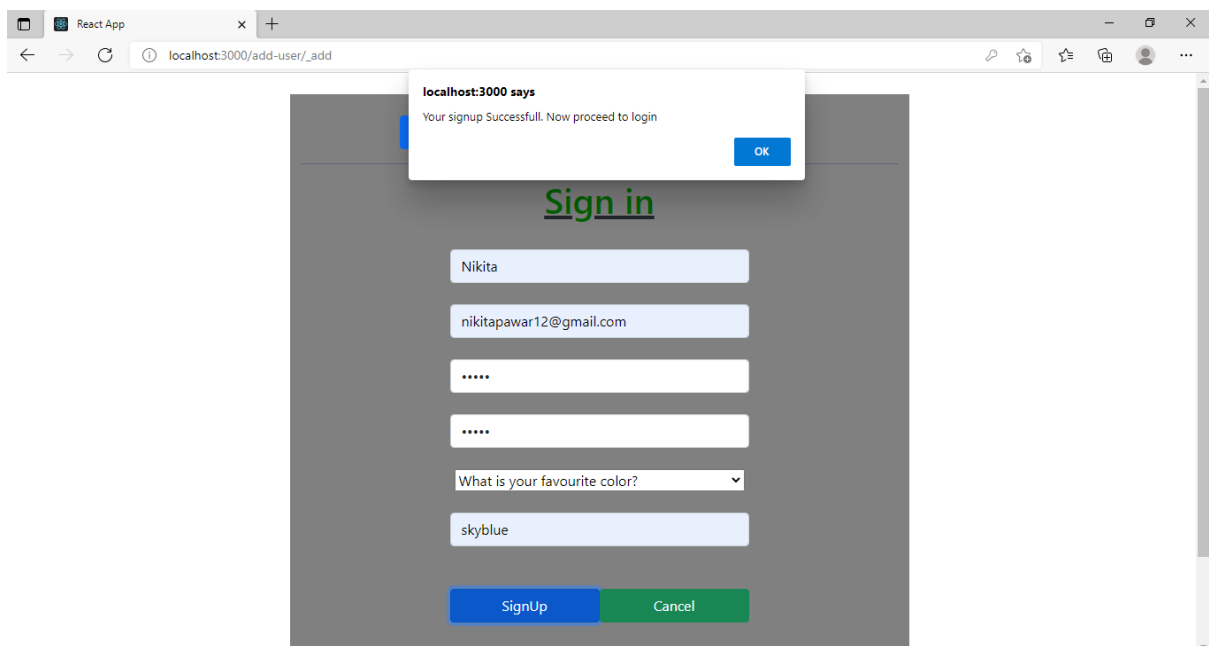 React App
localhost:3000/add-user/_add
localhost:3000 says
Your signup Successfull. Now proceed to login
OK
Sign in
Nikita
nikitapawar12@gmail.com
•••••
•••••
What is your favourite color?
skyblue
SignUp Cancel